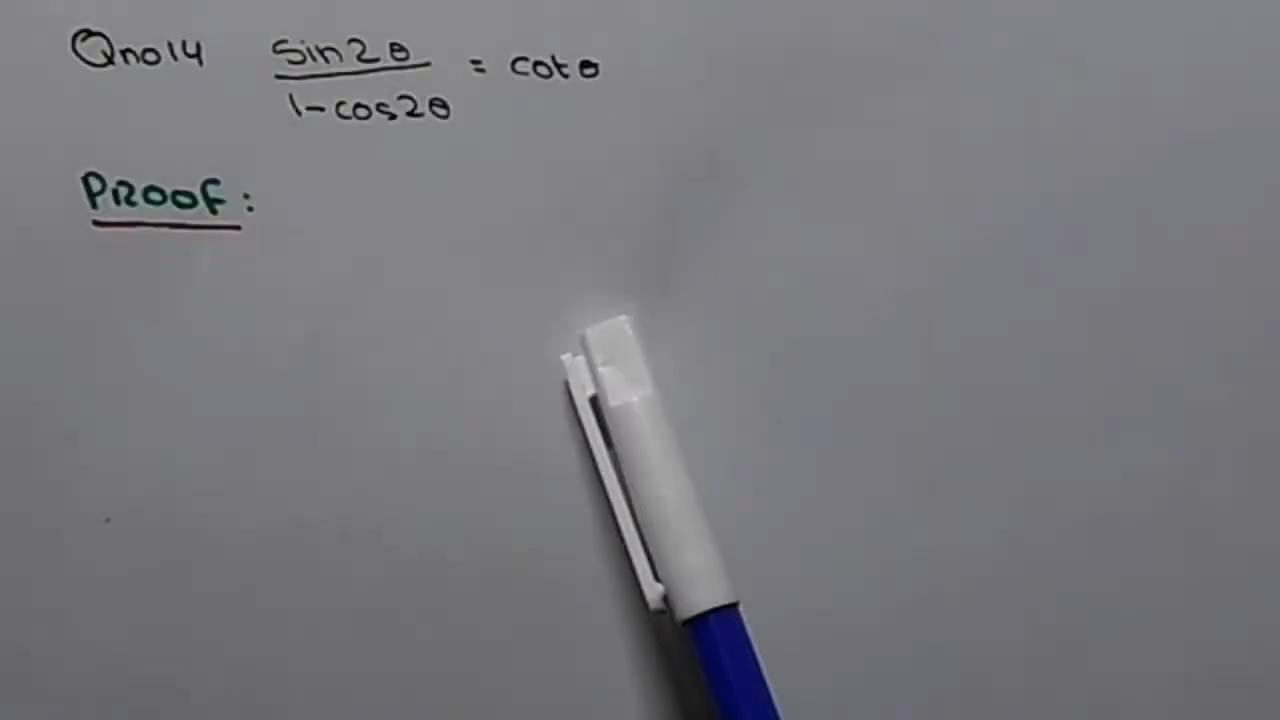 Qno14 sin2θ / 1-cos2θ = cotθ
PROOF: